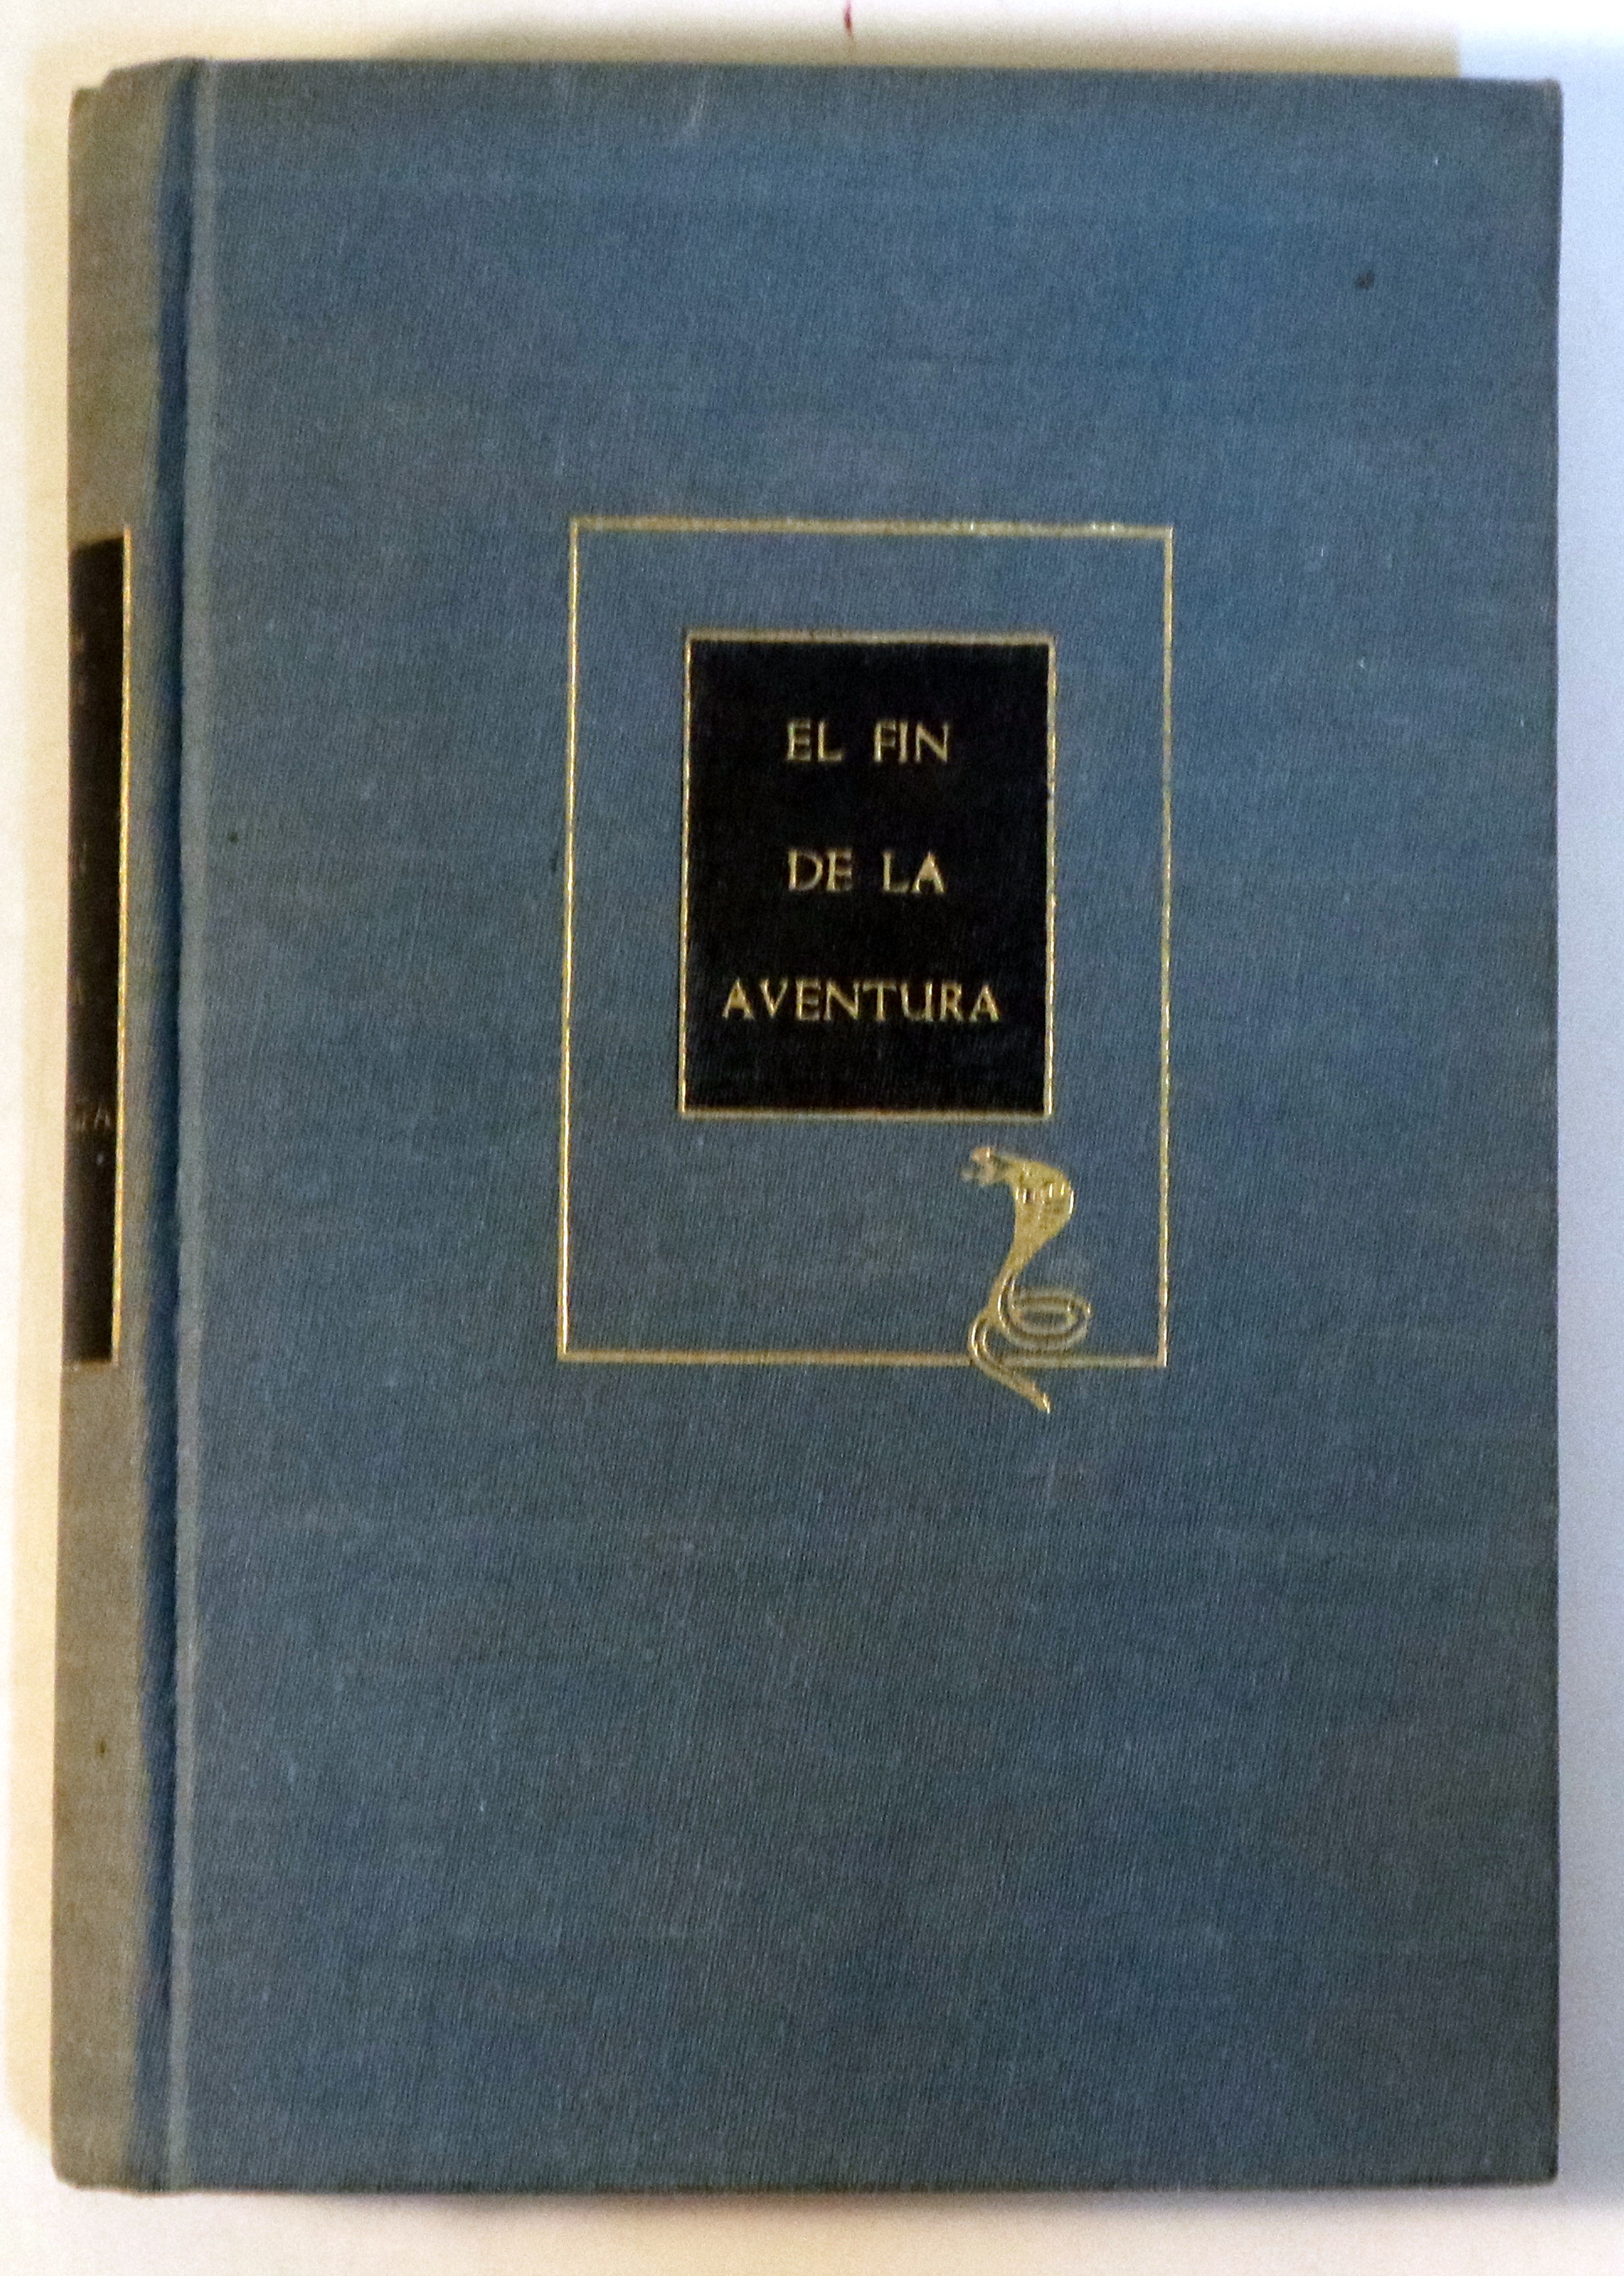 EL FIN
DE LA
AVENTURA